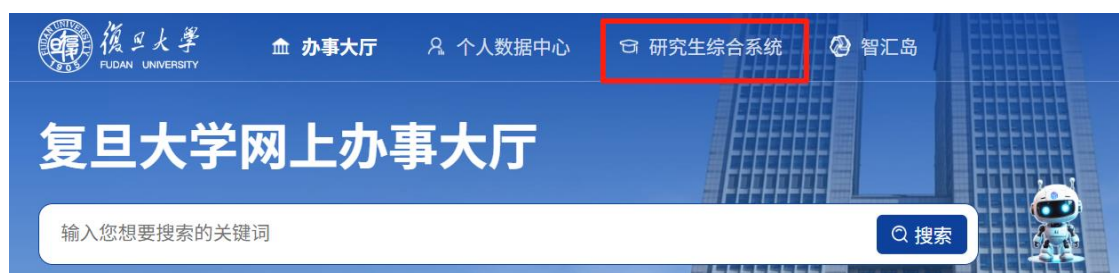 復旦大學
FUDAN UNIVERSITY
1905
办事大厅
个人数据中心
研究生综合系统
智汇岛
复旦大学网上办事大厅
输入您想要搜索的关键词
搜索